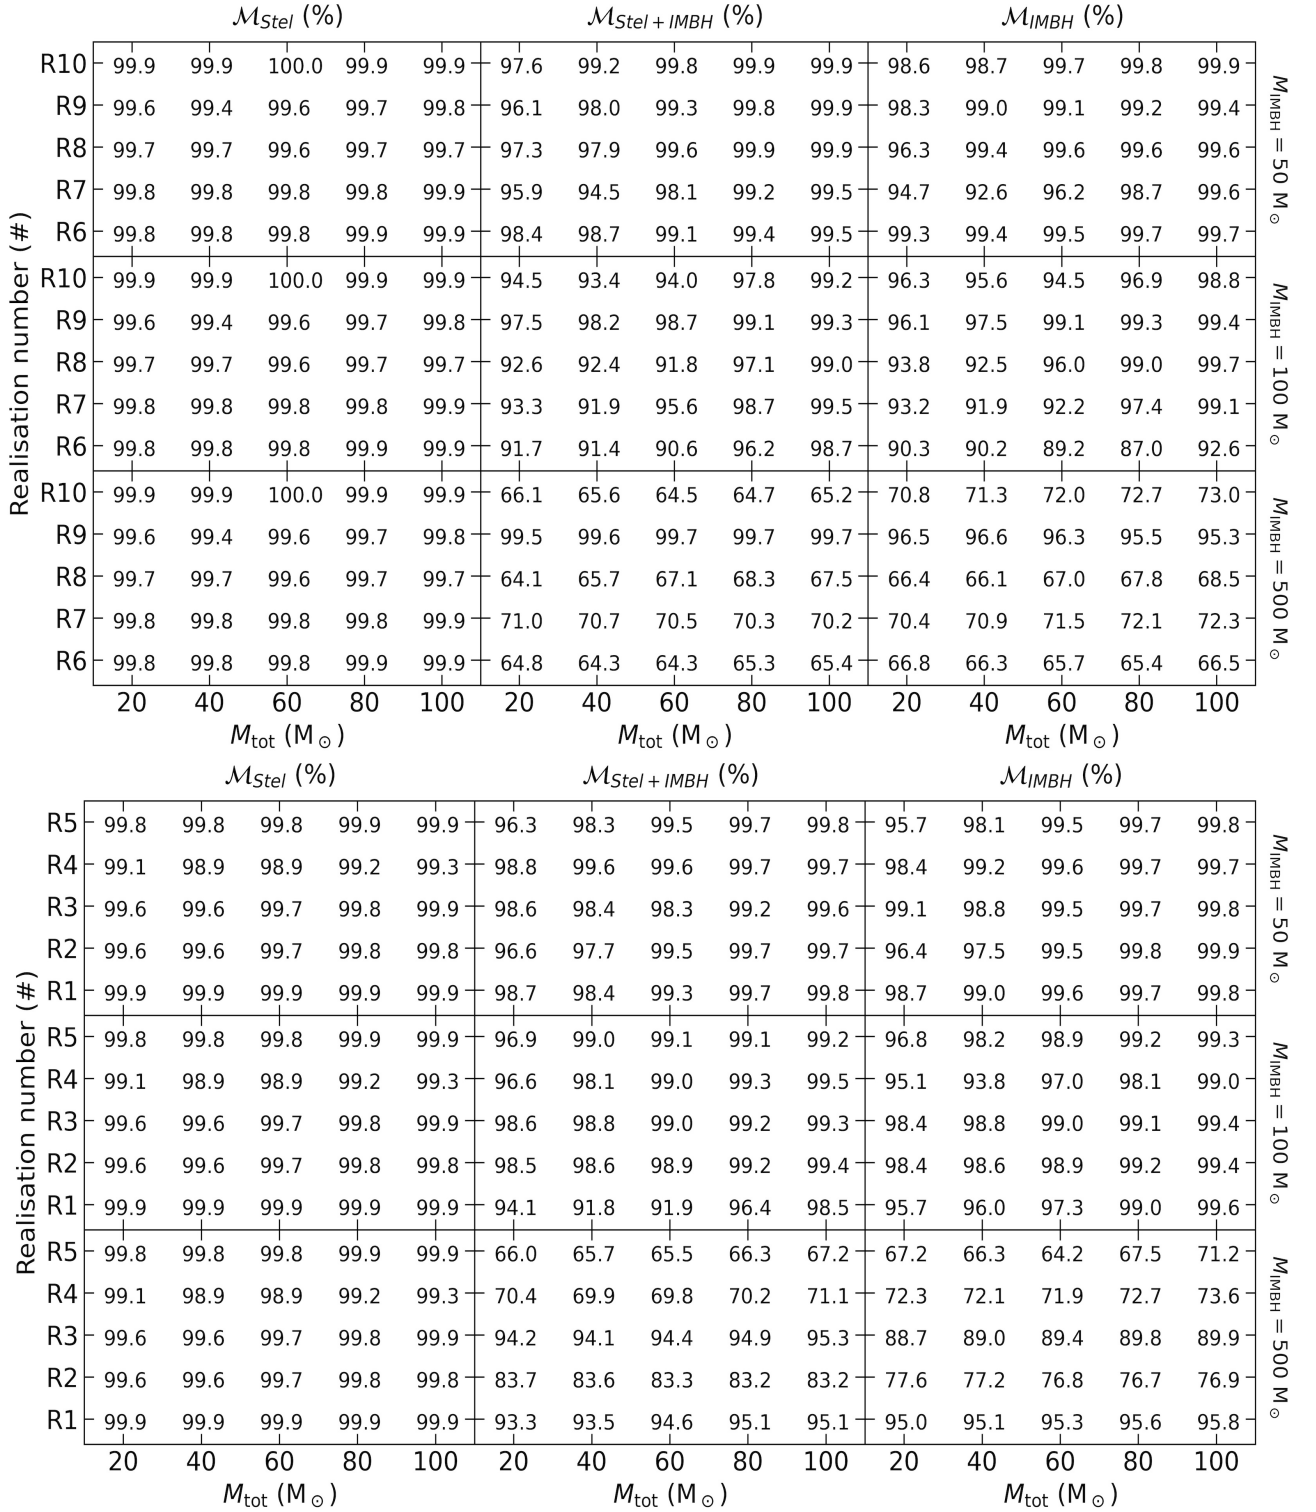 𝓜Stel (%) 𝓜Stel+IMBH (%) 𝓜IMBH (%)
R10 99.9 99.9 100.0 99.9 99.9 97.6 99.2 99.8 99.9 99.9 98.6 98.7 99.7 99.8 99.9
R9 99.6 99.4 99.6 99.7 99.8 96.1 98.0 99.3 99.8 99.9 98.3 99.0 99.1 99.2 99.4
R8 99.7 99.7 99.6 99.7 99.7 97.3 97.9 99.6 99.9 99.9 96.3 99.4 99.6 99.6 99.6
R7 99.8 99.8 99.8 99.8 99.9 95.9 94.5 98.1 99.2 99.5 94.7 92.6 96.2 98.7 99.6
R6 99.8 99.8 99.8 99.9 99.9 98.4 98.7 99.1 99.4 99.5 99.3 99.4 99.5 99.7 99.7
MIMBH = 50 M⊙
R10 99.9 99.9 100.0 99.9 99.9 94.5 93.4 94.0 97.8 99.2 96.3 95.6 94.5 96.9 98.8
R9 99.6 99.4 99.6 99.7 99.8 97.5 98.2 98.7 99.1 99.3 96.1 97.5 99.1 99.3 99.4
R8 99.7 99.7 99.6 99.7 99.7 92.6 92.4 91.8 97.1 99.0 93.8 92.5 96.0 99.0 99.7
R7 99.8 99.8 99.8 99.8 99.9 93.3 91.9 95.6 98.7 99.5 93.2 91.9 92.2 97.4 99.1
R6 99.8 99.8 99.8 99.9 99.9 91.7 91.4 90.6 96.2 98.7 90.3 90.2 89.2 87.0 92.6
MIMBH = 100 M⊙
R10 99.9 99.9 100.0 99.9 99.9 66.1 65.6 64.5 64.7 65.2 70.8 71.3 72.0 72.7 73.0
R9 99.6 99.4 99.6 99.7 99.8 99.5 99.6 99.7 99.7 99.7 96.5 96.6 96.3 95.5 95.3
R8 99.7 99.7 99.6 99.7 99.7 64.1 65.7 67.1 68.3 67.5 66.4 66.1 67.0 67.8 68.5
R7 99.8 99.8 99.8 99.8 99.9 71.0 70.7 70.5 70.3 70.2 70.4 70.9 71.5 72.1 72.3
R6 99.8 99.8 99.8 99.9 99.9 64.8 64.3 64.3 65.3 65.4 66.8 66.3 65.7 65.4 66.5
MIMBH = 500 M⊙
Realisation number (#)
20 40 60 80 100 20 40 60 80 100 20 40 60 80 100
Mtot (M⊙) Mtot (M⊙) Mtot (M⊙)
𝓜Stel (%) 𝓜Stel+IMBH (%) 𝓜IMBH (%)
R5 99.8 99.8 99.8 99.9 99.9 96.3 98.3 99.5 99.7 99.8 95.7 98.1 99.5 99.7 99.8
R4 99.1 98.9 98.9 99.2 99.3 98.8 99.6 99.6 99.7 99.7 98.4 99.2 99.6 99.7 99.7
R3 99.6 99.6 99.7 99.8 99.9 98.6 98.4 98.3 99.2 99.6 99.1 98.8 99.5 99.7 99.8
R2 99.6 99.6 99.7 99.8 99.8 96.6 97.7 99.5 99.7 99.7 96.4 97.5 99.5 99.8 99.9
R1 99.9 99.9 99.9 99.9 99.9 98.7 98.4 99.3 99.7 99.8 98.7 99.0 99.6 99.7 99.8
MIMBH = 50 M⊙
R5 99.8 99.8 99.8 99.9 99.9 96.9 99.0 99.1 99.1 99.2 96.8 98.2 98.9 99.2 99.3
R4 99.1 98.9 98.9 99.2 99.3 96.6 98.1 99.0 99.3 99.5 95.1 93.8 97.0 98.1 99.0
R3 99.6 99.6 99.7 99.8 99.9 98.6 98.8 99.0 99.2 99.3 98.4 98.8 99.0 99.1 99.4
R2 99.6 99.6 99.7 99.8 99.8 98.5 98.6 98.9 99.2 99.4 98.4 98.6 98.9 99.2 99.4
R1 99.9 99.9 99.9 99.9 99.9 94.1 91.8 91.9 96.4 98.5 95.7 96.0 97.3 99.0 99.6
MIMBH = 100 M⊙
R5 99.8 99.8 99.8 99.9 99.9 66.0 65.7 65.5 66.3 67.2 67.2 66.3 64.2 67.5 71.2
R4 99.1 98.9 98.9 99.2 99.3 70.4 69.9 69.8 70.2 71.1 72.3 72.1 71.9 72.7 73.6
R3 99.6 99.6 99.7 99.8 99.9 94.2 94.1 94.4 94.9 95.3 88.7 89.0 89.4 89.8 89.9
R2 99.6 99.6 99.7 99.8 99.8 83.7 83.6 83.3 83.2 83.2 77.6 77.2 76.8 76.7 76.9
R1 99.9 99.9 99.9 99.9 99.9 93.3 93.5 94.6 95.1 95.1 95.0 95.1 95.3 95.6 95.8
MIMBH = 500 M⊙
Realisation number (#)
20 40 60 80 100 20 40 60 80 100 20 40 60 80 100
Mtot (M⊙) Mtot (M⊙) Mtot (M⊙)